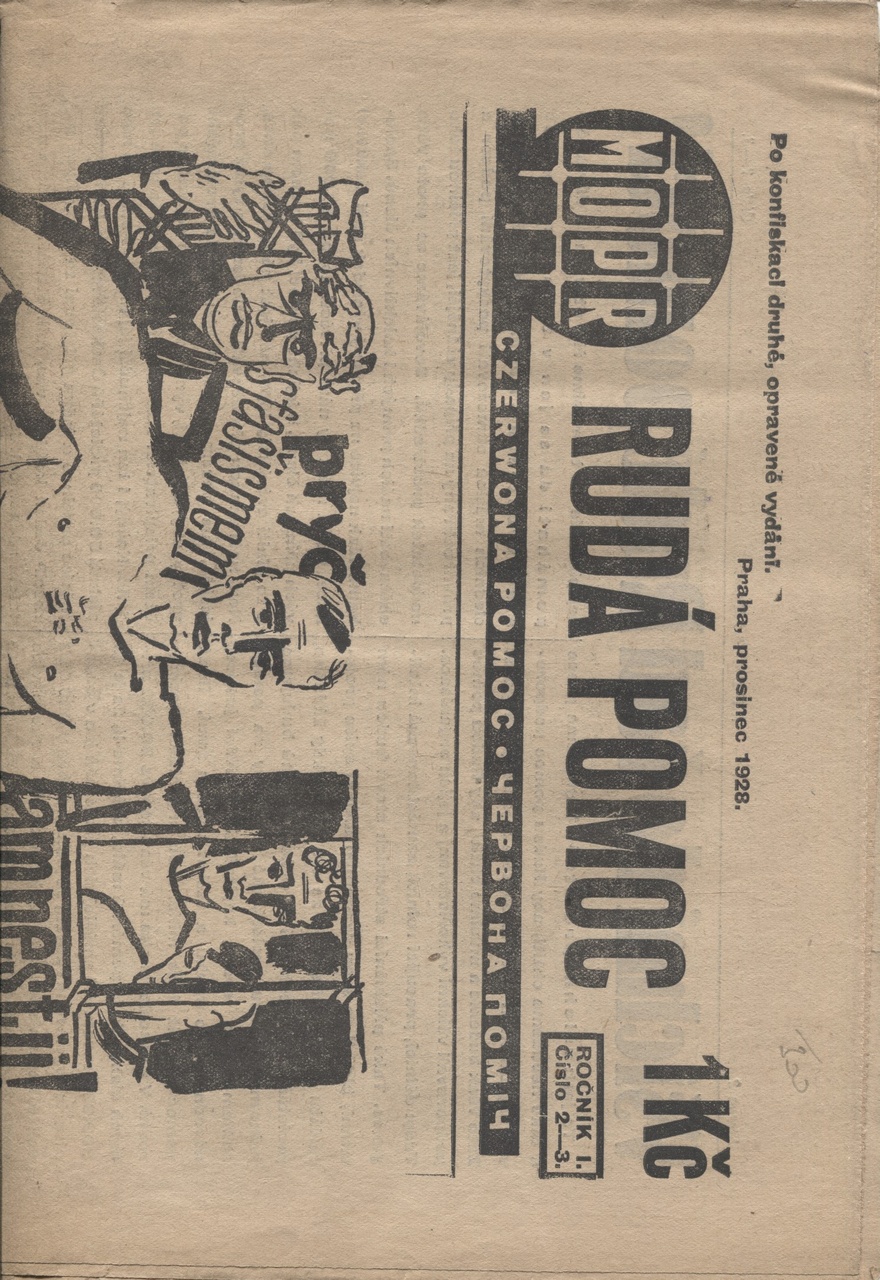 Po konfiskaci druhé, opravené vydání.
Praha, prosinec 1928.
1 Kč
MOPR
RUDÁ POMOC
ROČNÍK I.
Číslo 2—3.
CZERWONA POMOC • ЧЕРВОНА ПОМІЧ
pryč
s fašismem
amnestii!